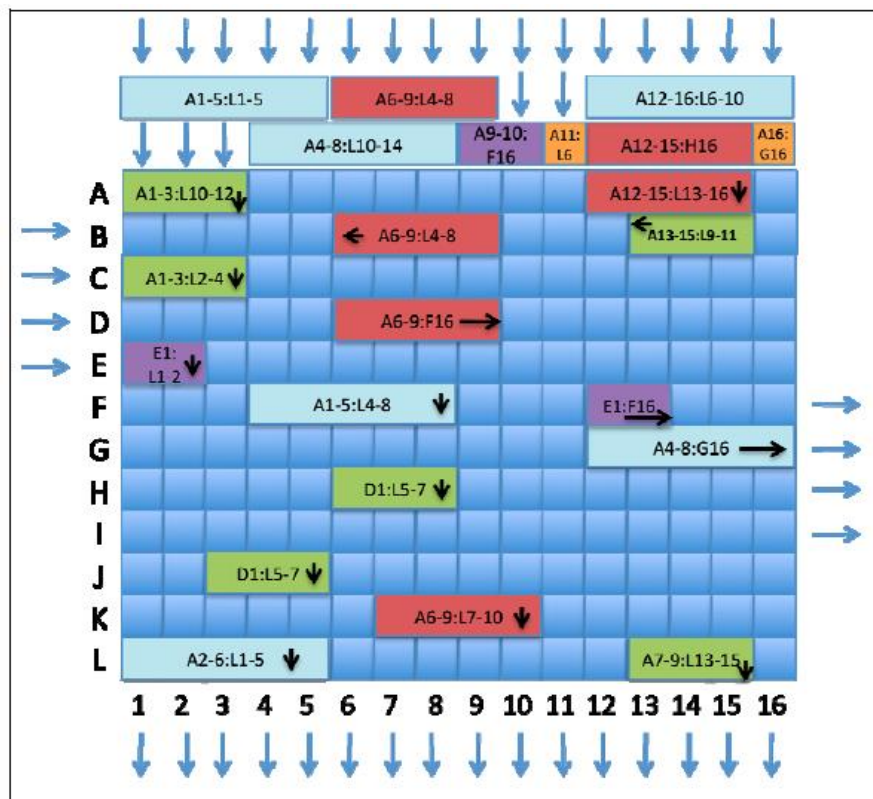 A1-5:L1-5 A6-9:L4-8 A12-16:L6-10
A4-8:L10-14 A9-10: F16 A11: L6 A12-15:H16 A16: G16
A A1-3:L10-12 A12-15:L13-16
B A6-9:L4-8 A13-15:L9-11
C A1-3:L2-4
D A6-9:F16
E E1: L1-2
F A1-5:L4-8 E1:F16
G A4-8:G16
H D1:L5-7
I
J D1:L5-7
K A6-9:L7-10
L A2-6:L1-5 A7-9:L13-15
1 2 3 4 5 6 7 8 9 10 11 12 13 14 15 16